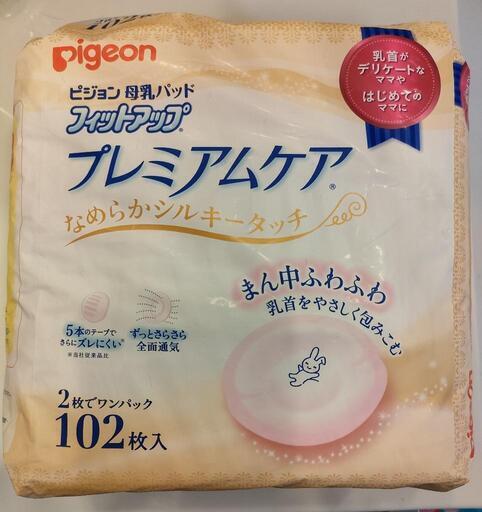 102枚
pigeon
乳首が
デリケートな
ママや
はじめての
ママに
ピジョン 母乳パッド
フィットアップ®
プレミアムケア®
なめらかシルキータッチ
まん中ふわふわ
乳首をやさしく包みこむ
5本のテープで
さらにズレにくい※
※当社従来品比
ずっとさらさら
全面通気
2枚でワンパック
102枚入